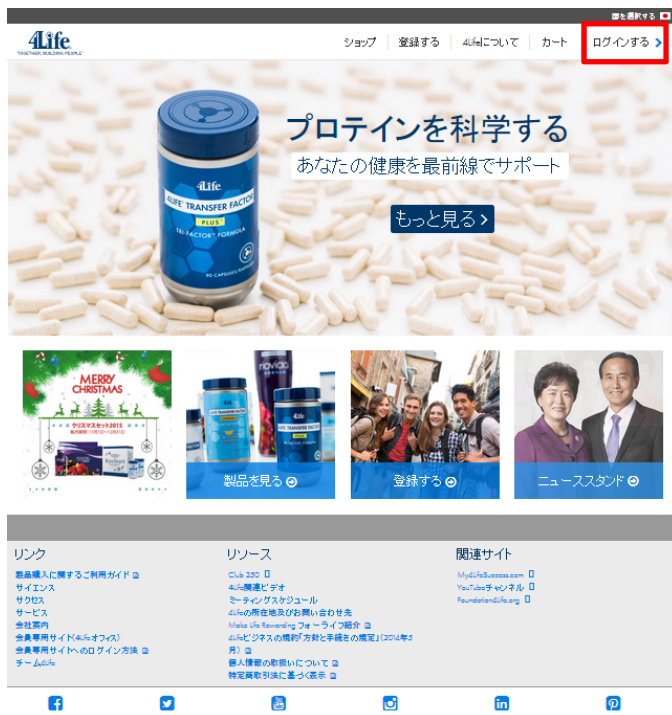 国を選択する
4Life
TOGETHER, BUILDING PEOPLE
ショップ 登録する 4Lifeについて カート ログインする
プロテインを科学する
あなたの健康を最前線でサポート
もっと見る
4Life
4LIFE TRANSFER FACTOR
PLUS
TRI-FACTOR FORMULA
90 CAPSULES
MERRY
CHRISTMAS
クリスマスセット2015
製品を見る
登録する
ニューススタンド
リンク
製品購入に関するご利用ガイド
サイエンス
サクセス
サービス
会社案内
会員専用サイト(4Lifeオフィス)
会員専用サイトへのログイン方法
チーム4Life
リソース
Club 250
4Life関連ビデオ
ミーティングスケジュール
4Lifeの所在地及びお問い合わせ先
Make Life Rewarding フォーライフ紹介
4Lifeビジネスの規約「方針と手続きの規定」(2014年5
月)
個人情報の取扱いについて
特定商取引法に基づく表示
関連サイト
My4LifeSuccess.com
YouTubeチャンネル
Foundation4Life.org